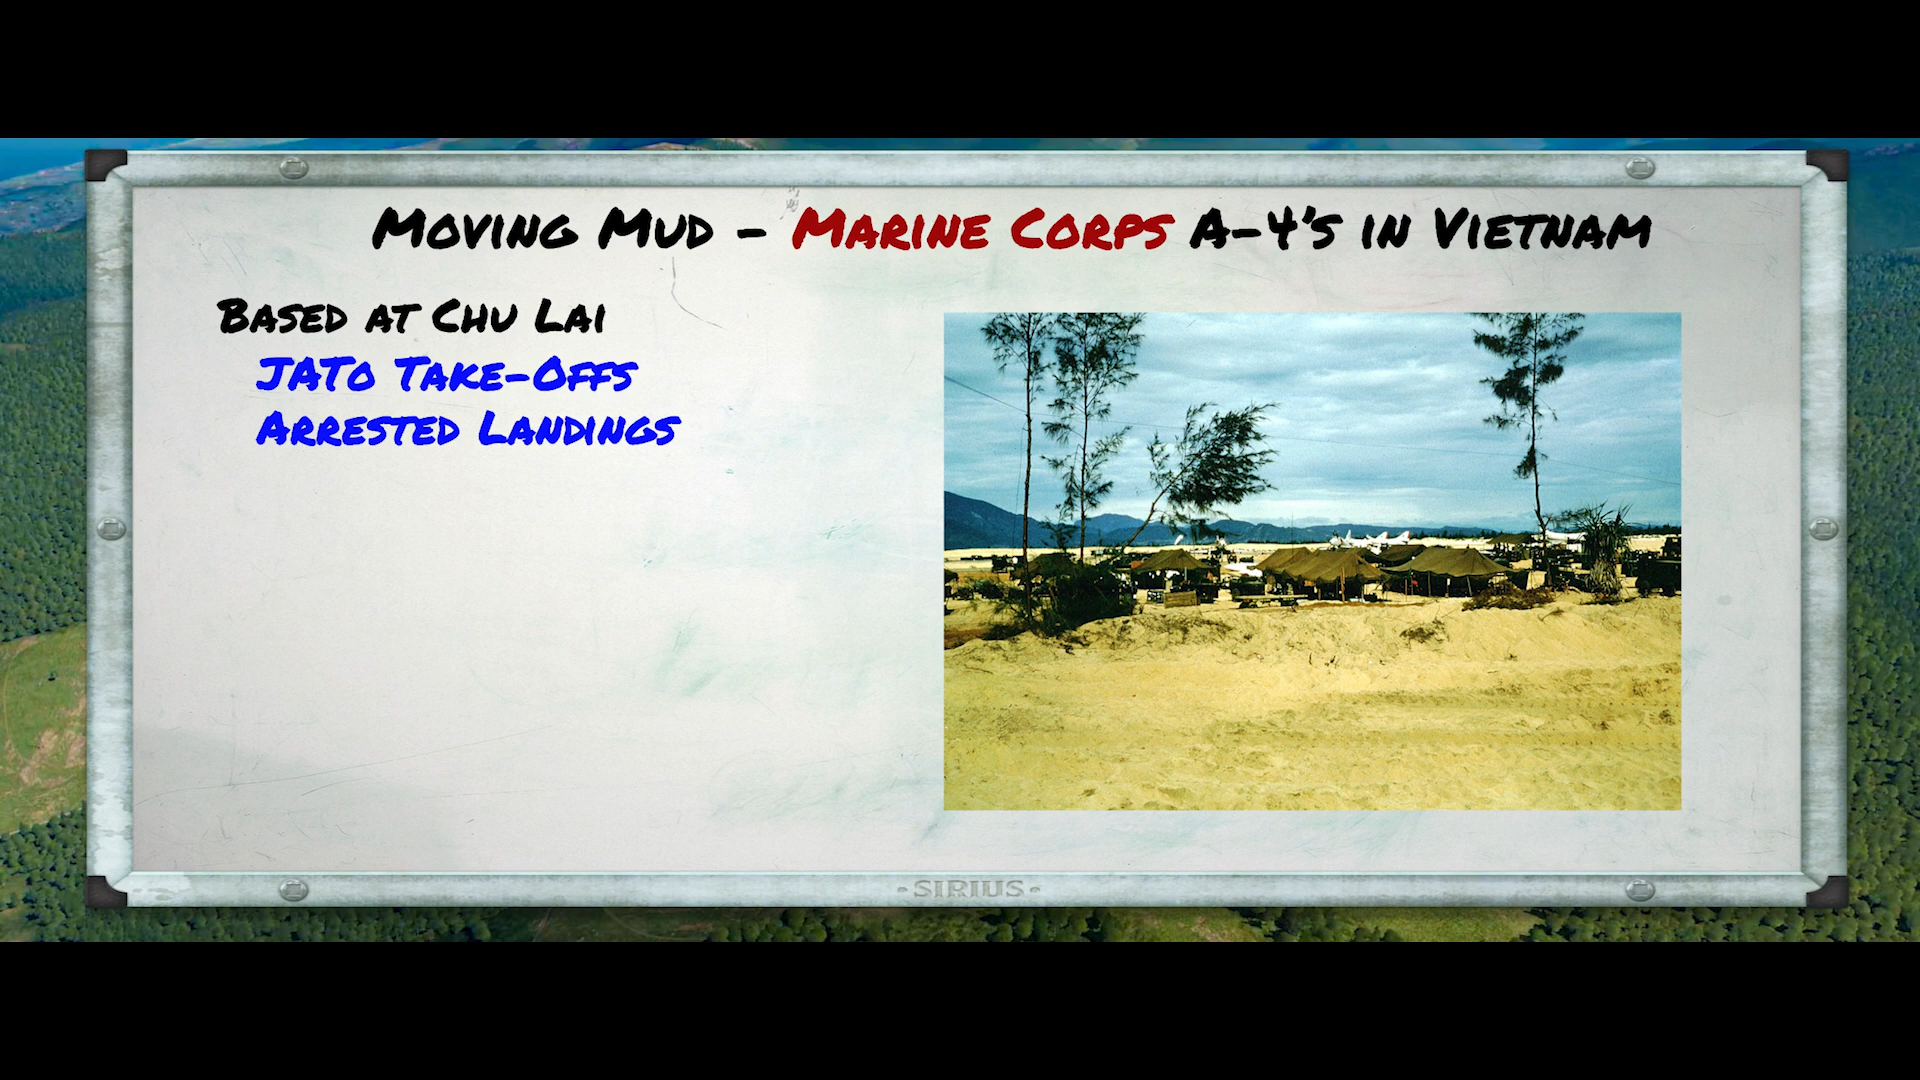 Moving Mud - Marine Corps A-4's in Vietnam
Based at Chu Lai
JATO Take-Offs
Arrested Landings
SIRIUS